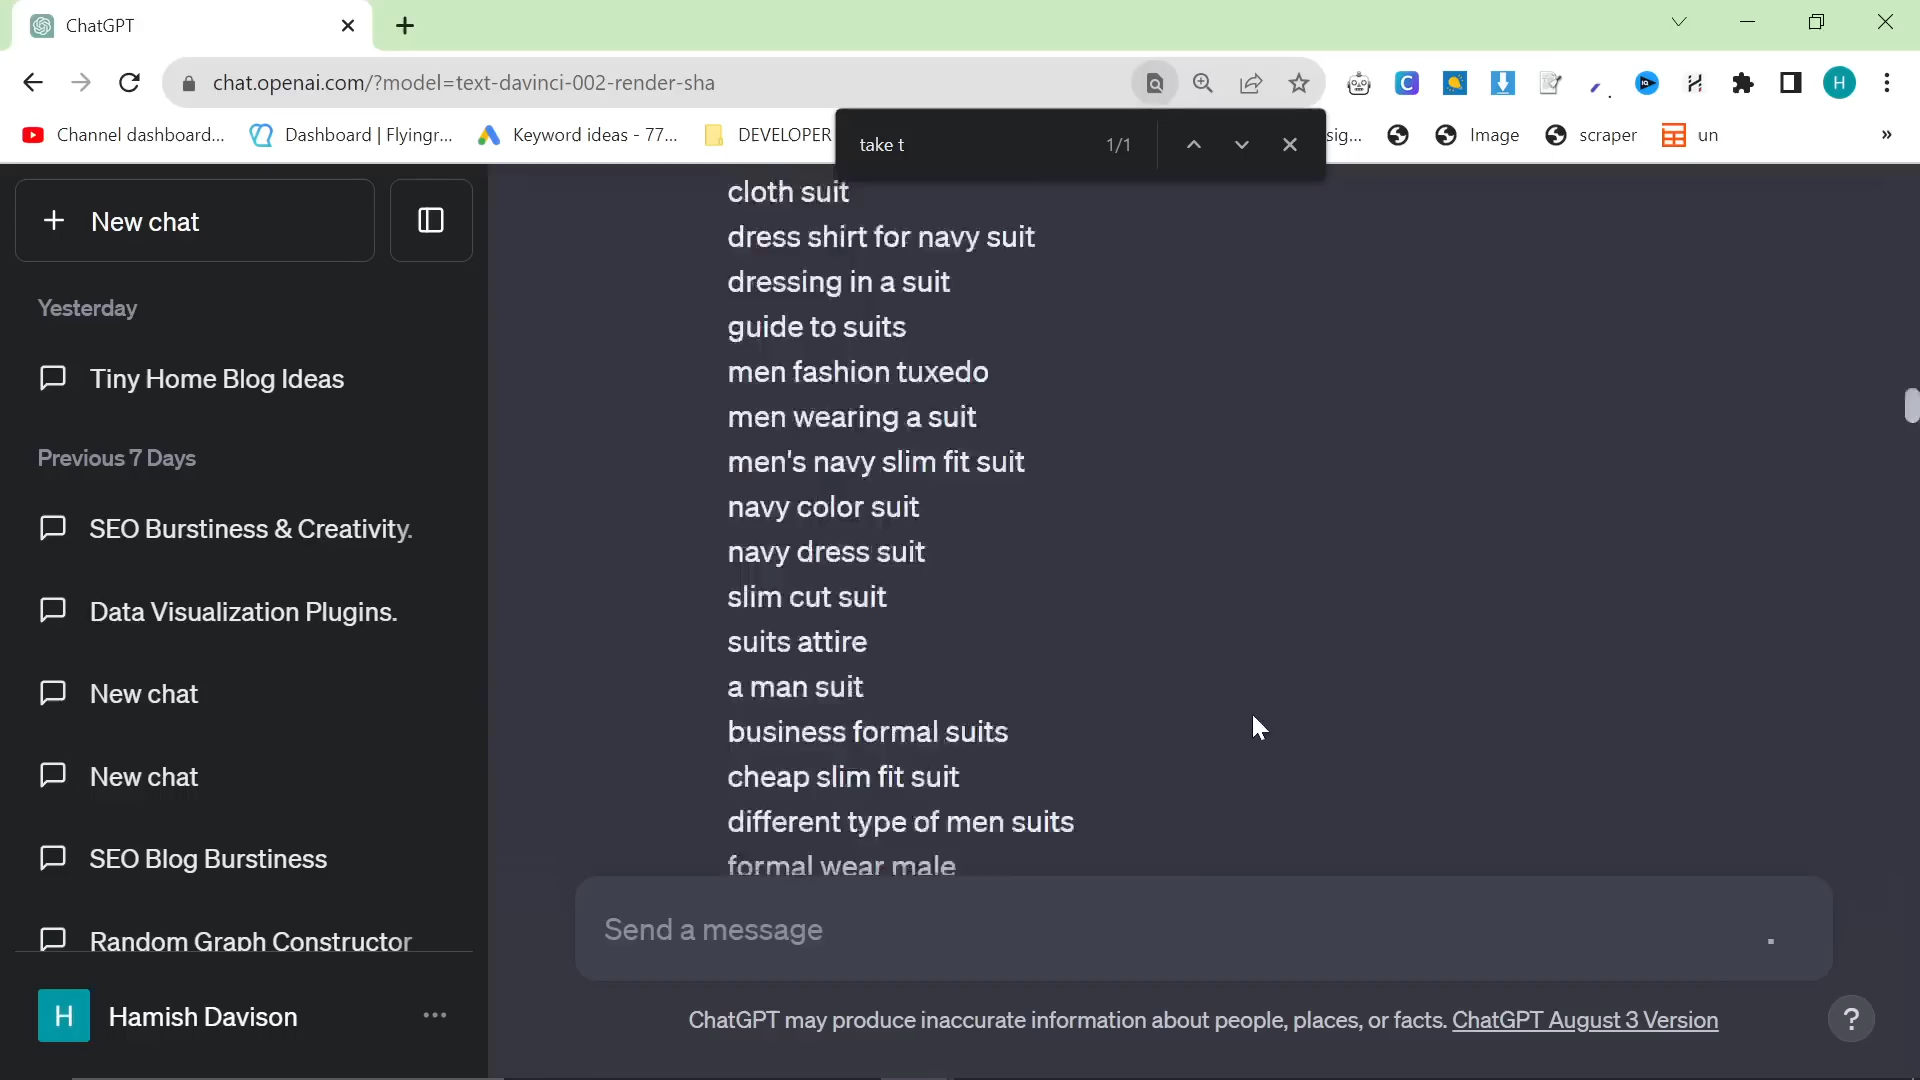 ChatGPT
chat.openai.com/?model=text-davinci-002-render-sha
Channel dashboard...
Dashboard | Flyingr...
Keyword ideas - 77...
DEVELOPER
sig...
Image
scraper
un
»
take t
1/1
New chat
Yesterday
Tiny Home Blog Ideas
Previous 7 Days
SEO Burstiness & Creativity.
Data Visualization Plugins.
New chat
New chat
SEO Blog Burstiness
Random Graph Constructor
H Hamish Davison
cloth suit
dress shirt for navy suit
dressing in a suit
guide to suits
men fashion tuxedo
men wearing a suit
men's navy slim fit suit
navy color suit
navy dress suit
slim cut suit
suits attire
a man suit
business formal suits
cheap slim fit suit
different type of men suits
formal wear male
Send a message
ChatGPT may produce inaccurate information about people, places, or facts. ChatGPT August 3 Version
?